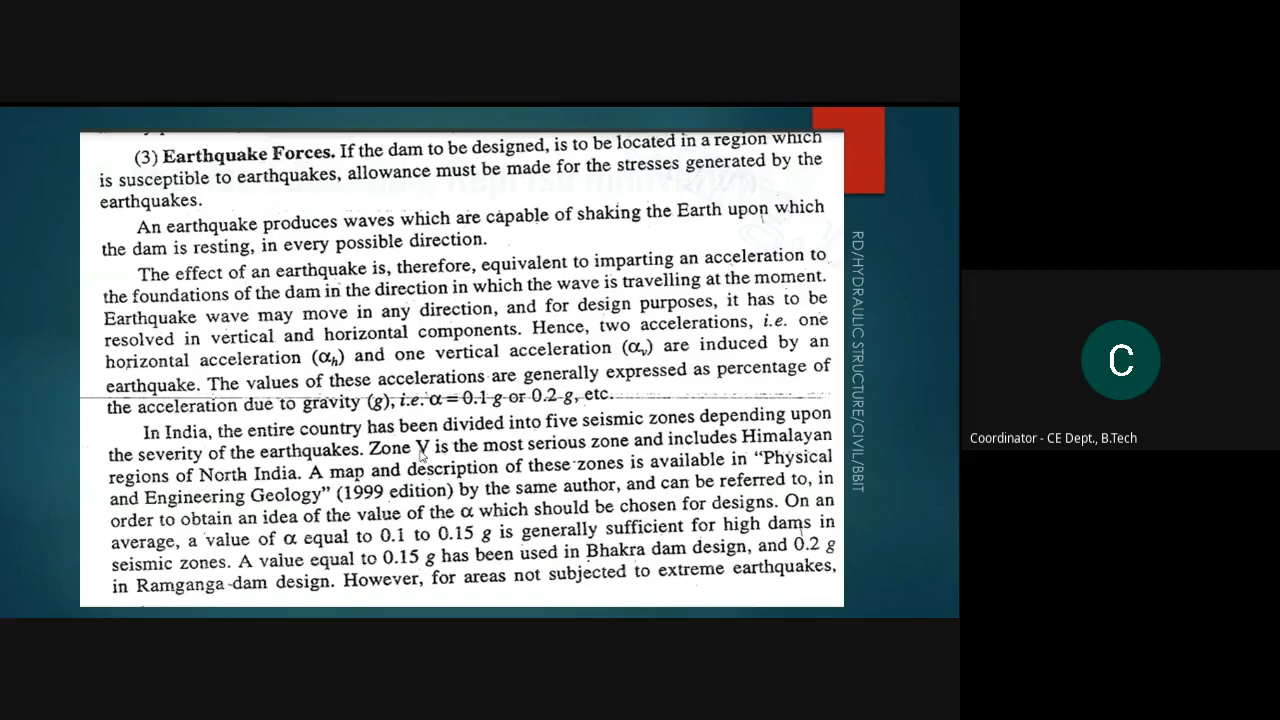 (3) Earthquake Forces. If the dam to be designed, is to be located in a region which
is susceptible to earthquakes, allowance must be made for the stresses generated by the
earthquakes.
An earthquake produces waves which are capable of shaking the Earth upon which
the dam is resting, in every possible direction.
The effect of an earthquake is, therefore, equivalent to imparting an acceleration to
the foundations of the dam in the direction in which the wave is travelling at the moment.
Earthquake wave may move in any direction, and for design purposes, it has to be
resolved in vertical and horizontal components. Hence, two accelerations, i.e. one
horizontal acceleration (αh) and one vertical acceleration (αv) are induced by an
earthquake. The values of these accelerations are generally expressed as percentage of
the acceleration due to gravity (g), i.e. α = 0.1 g or 0.2 g, etc.
In India, the entire country has been divided into five seismic zones depending upon
the severity of the earthquakes. Zone V is the most serious zone and includes Himalayan
regions of North India. A map and description of these zones is available in “Physical
and Engineering Geology” (1999 edition) by the same author, and can be referred to, in
order to obtain an idea of the value of the α which should be chosen for designs. On an
average, a value of α equal to 0.1 to 0.15 g is generally sufficient for high dams in
seismic zones. A value equal to 0.15 g has been used in Bhakra dam design, and 0.2 g
in Ramganga dam design. However, for areas not subjected to extreme earthquakes,
RD/HYDRAULIC STRUCTURE/CIVIL/BBIT
C
Coordinator - CE Dept., B.Tech